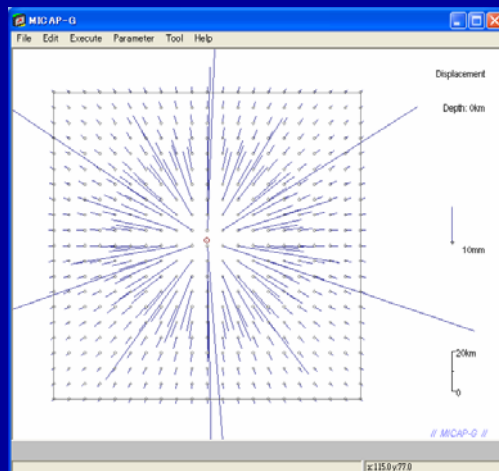 MICAP-G
File Edit Execute Parameter Tool Help
Displacement
Depth: 0km
10mm
20km
0
// MICAP-G //
x:115.0 y:77.0